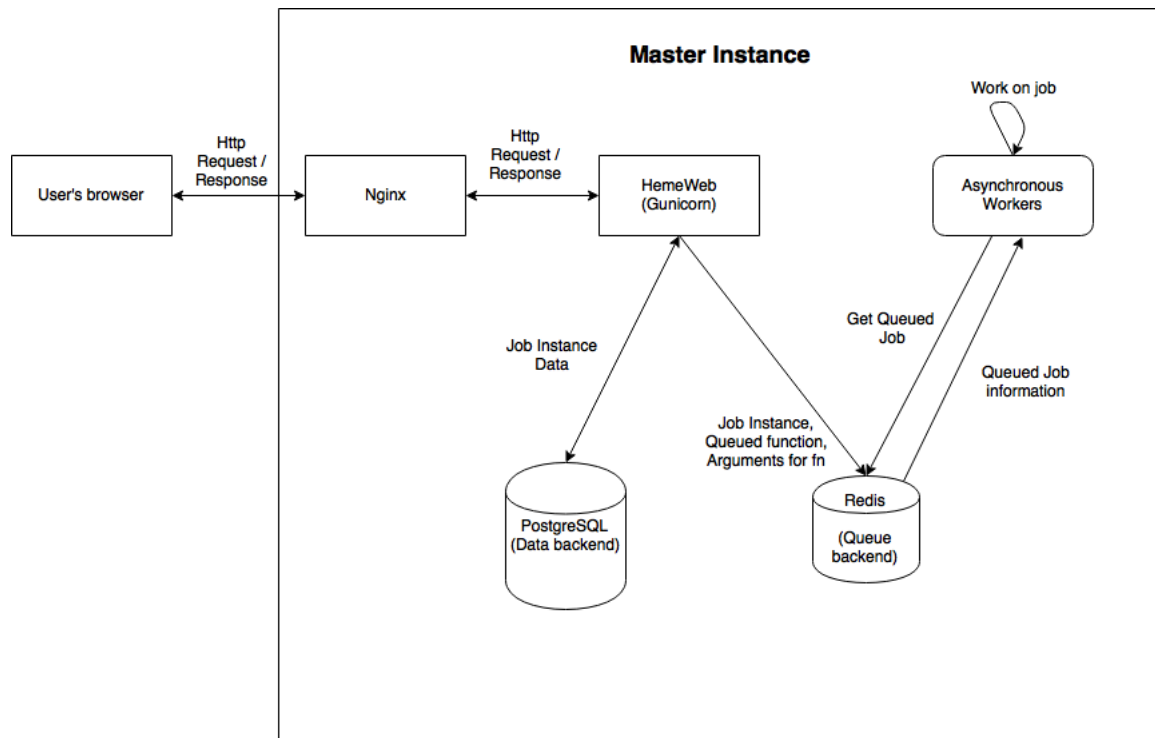 Master Instance
Work on job
Http
Request /
Response
Http
Request /
Response
User's browser
Nginx
HemeWeb
(Gunicorn)
Asynchronous
Workers
Job Instance
Data
Get Queued
Job
Queued Job
information
Job Instance,
Queued function,
Arguments for fn
PostgreSQL
(Data backend)
Redis
(Queue
backend)